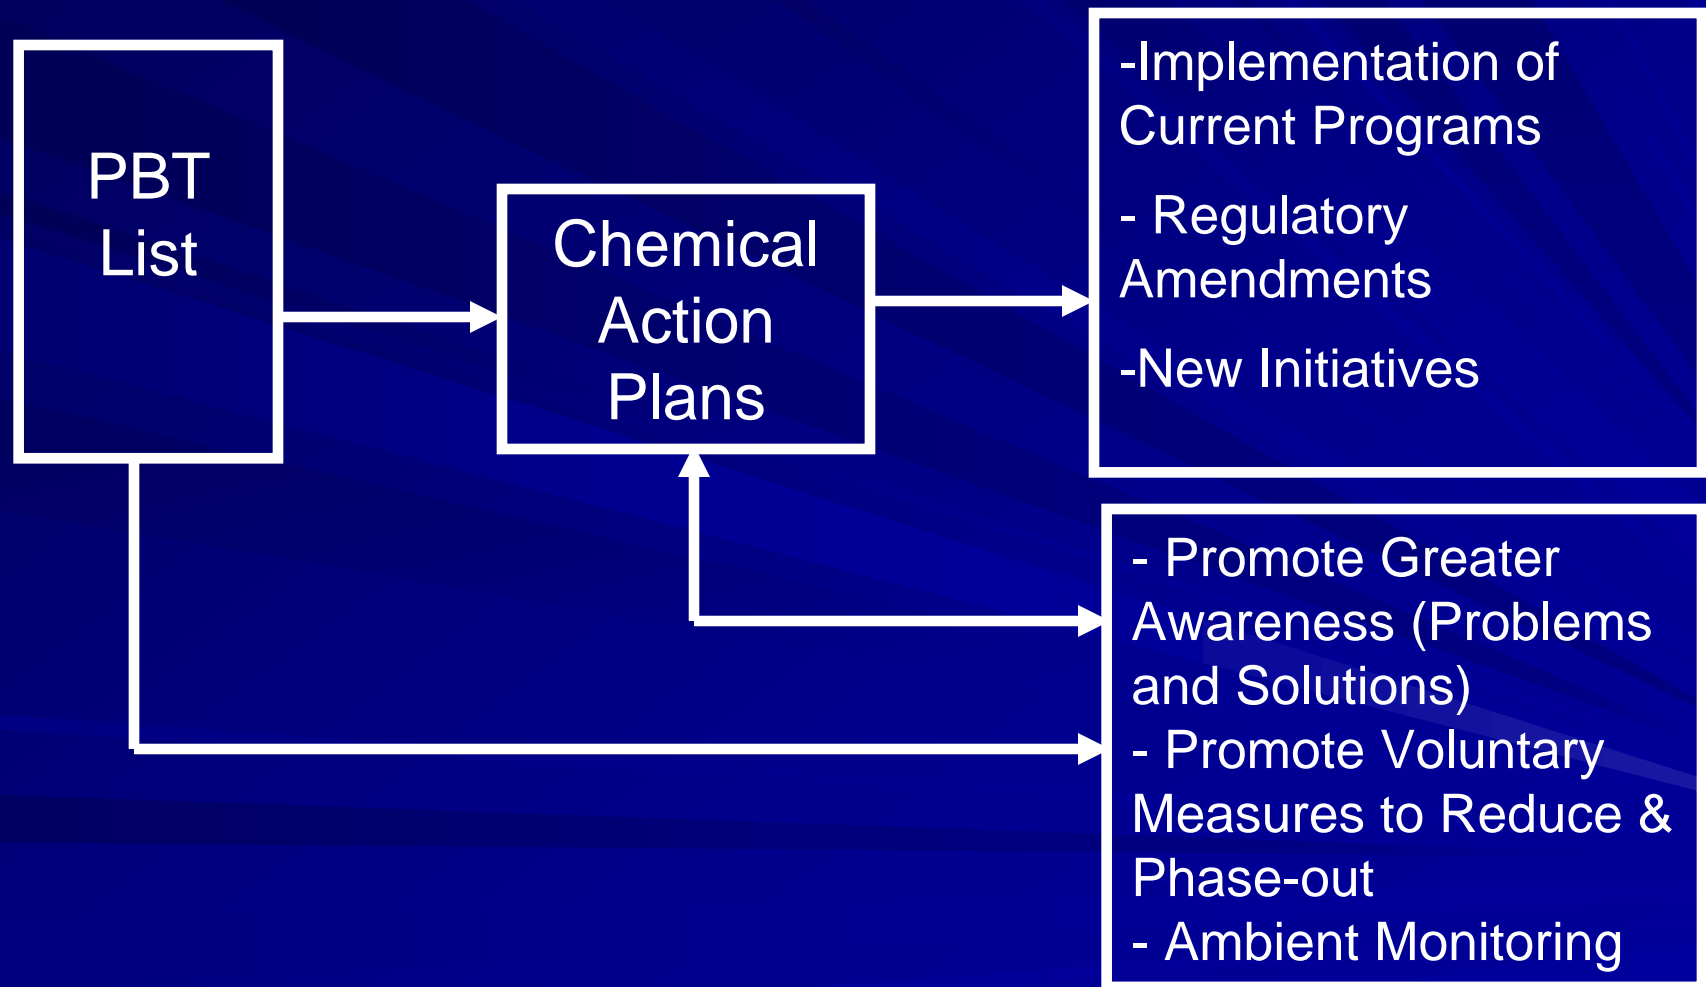 PBT
List
Chemical
Action
Plans
-Implementation of
Current Programs
- Regulatory
Amendments
-New Initiatives
- Promote Greater
Awareness (Problems
and Solutions)
- Promote Voluntary
Measures to Reduce &
Phase-out
- Ambient Monitoring